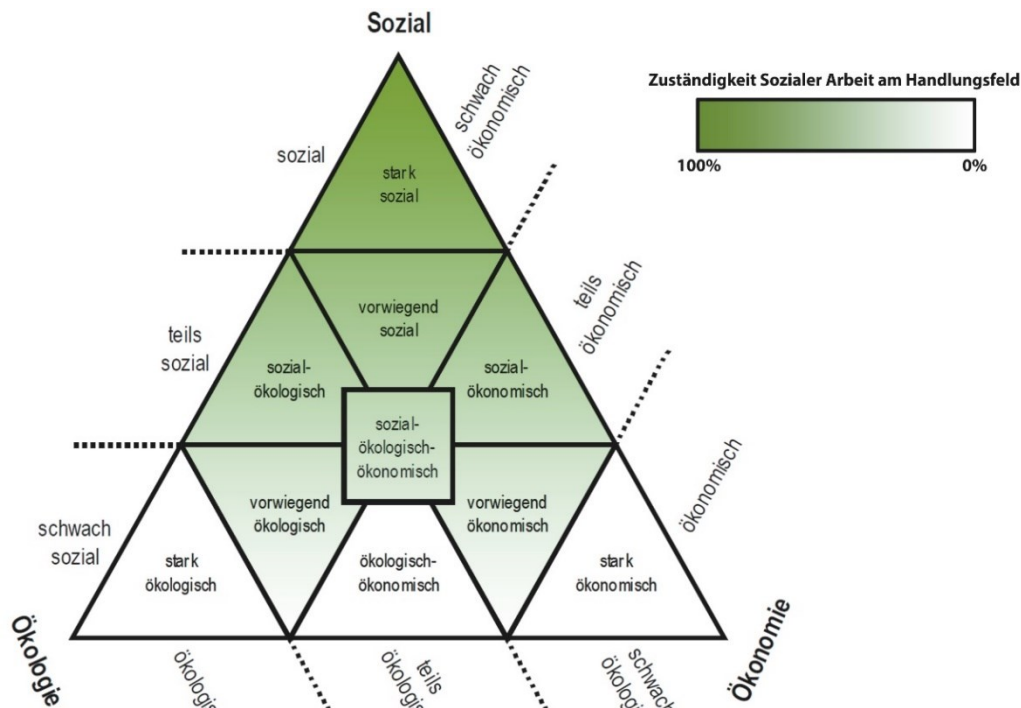 Sozial
Zuständigkeit Sozialer Arbeit am Handlungsfeld
100%
0%
sozial
schwach
ökonomisch
stark
sozial
teils
sozial
teils
ökonomisch
vorwiegend
sozial
sozial-
ökologisch
sozial-
ökonomisch
sozial-
ökologisch-
ökonomisch
schwach
sozial
ökonomisch
vorwiegend
ökologisch
vorwiegend
ökonomisch
stark
ökologisch
ökologisch-
ökonomisch
stark
ökonomisch
Ökologie
Ökonomie
teils
schwach